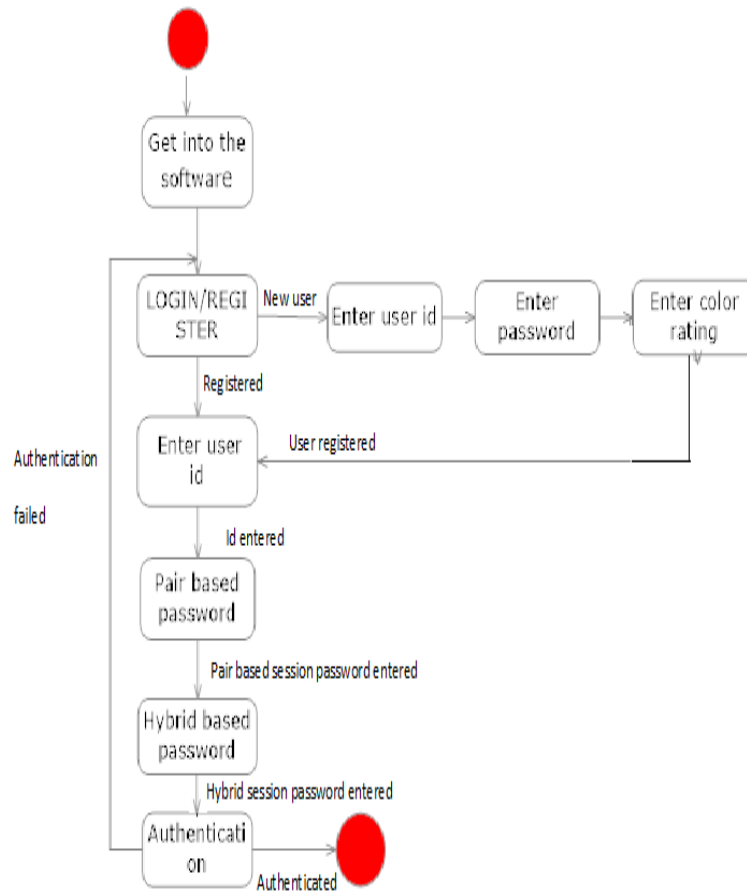 Get into the
software
LOGIN/REGI
STER
New user
Enter user id
Enter
password
Enter color
rating
Registered
Enter user
id
User registered
Authentication
failed
Id entered
Pair based
password
Pair based session password entered
Hybrid based
password
Hybrid session password entered
Authenticati
on
Authenticated